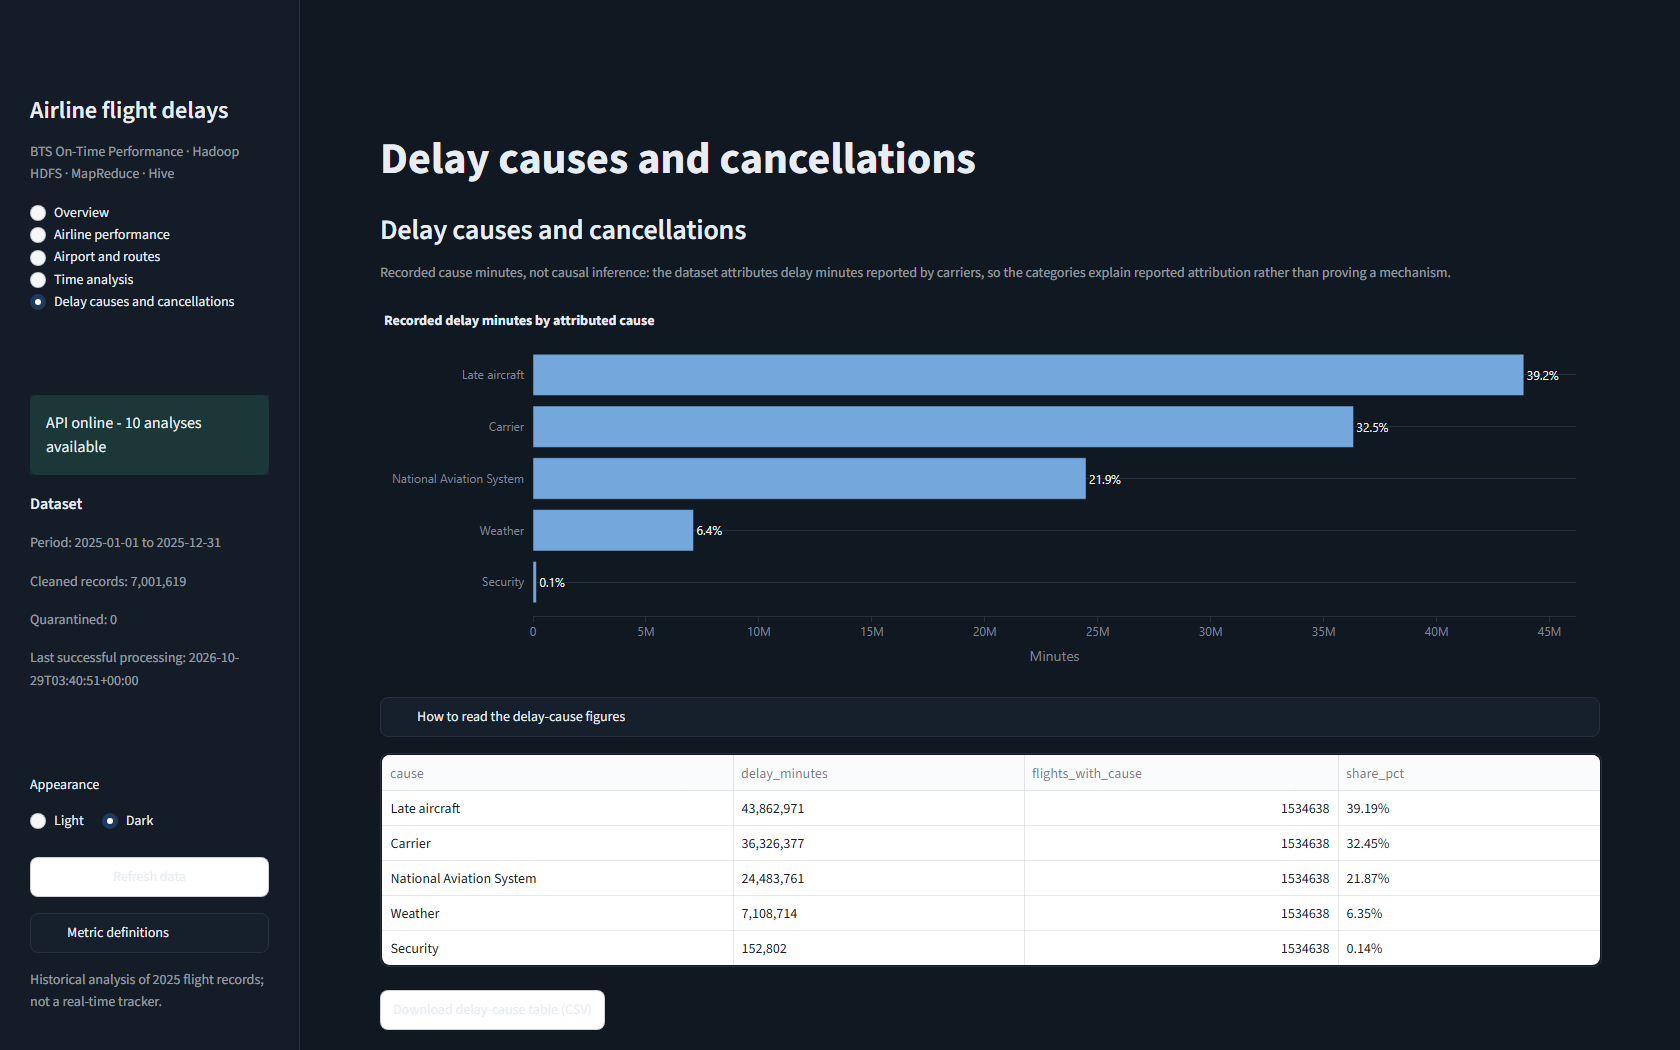 Airline flight delays
BTS On-Time Performance · Hadoop
HDFS · MapReduce · Hive
Overview
Airline performance
Airport and routes
Time analysis
Delay causes and cancellations
API online - 10 analyses
available
Dataset
Period: 2025-01-01 to 2025-12-31
Cleaned records: 7,001,619
Quarantined: 0
Last successful processing: 2026-10-
29T03:40:51+00:00
Appearance
Light Dark
Refresh data
Metric definitions
Historical analysis of 2025 flight records;
not a real-time tracker.
Delay causes and cancellations
Delay causes and cancellations
Recorded cause minutes, not causal inference: the dataset attributes delay minutes reported by carriers, so the categories explain reported attribution rather than proving a mechanism.
Recorded delay minutes by attributed cause
Late aircraft 39.2%
Carrier 32.5%
National Aviation System 21.9%
Weather 6.4%
Security 0.1%
0 5M 10M 15M 20M 25M 30M 35M 40M 45M
Minutes
How to read the delay-cause figures
cause delay_minutes flights_with_cause share_pct
Late aircraft 43,862,971 1534638 39.19%
Carrier 36,326,377 1534638 32.45%
National Aviation System 24,483,761 1534638 21.87%
Weather 7,108,714 1534638 6.35%
Security 152,802 1534638 0.14%
Download delay-cause table (CSV)